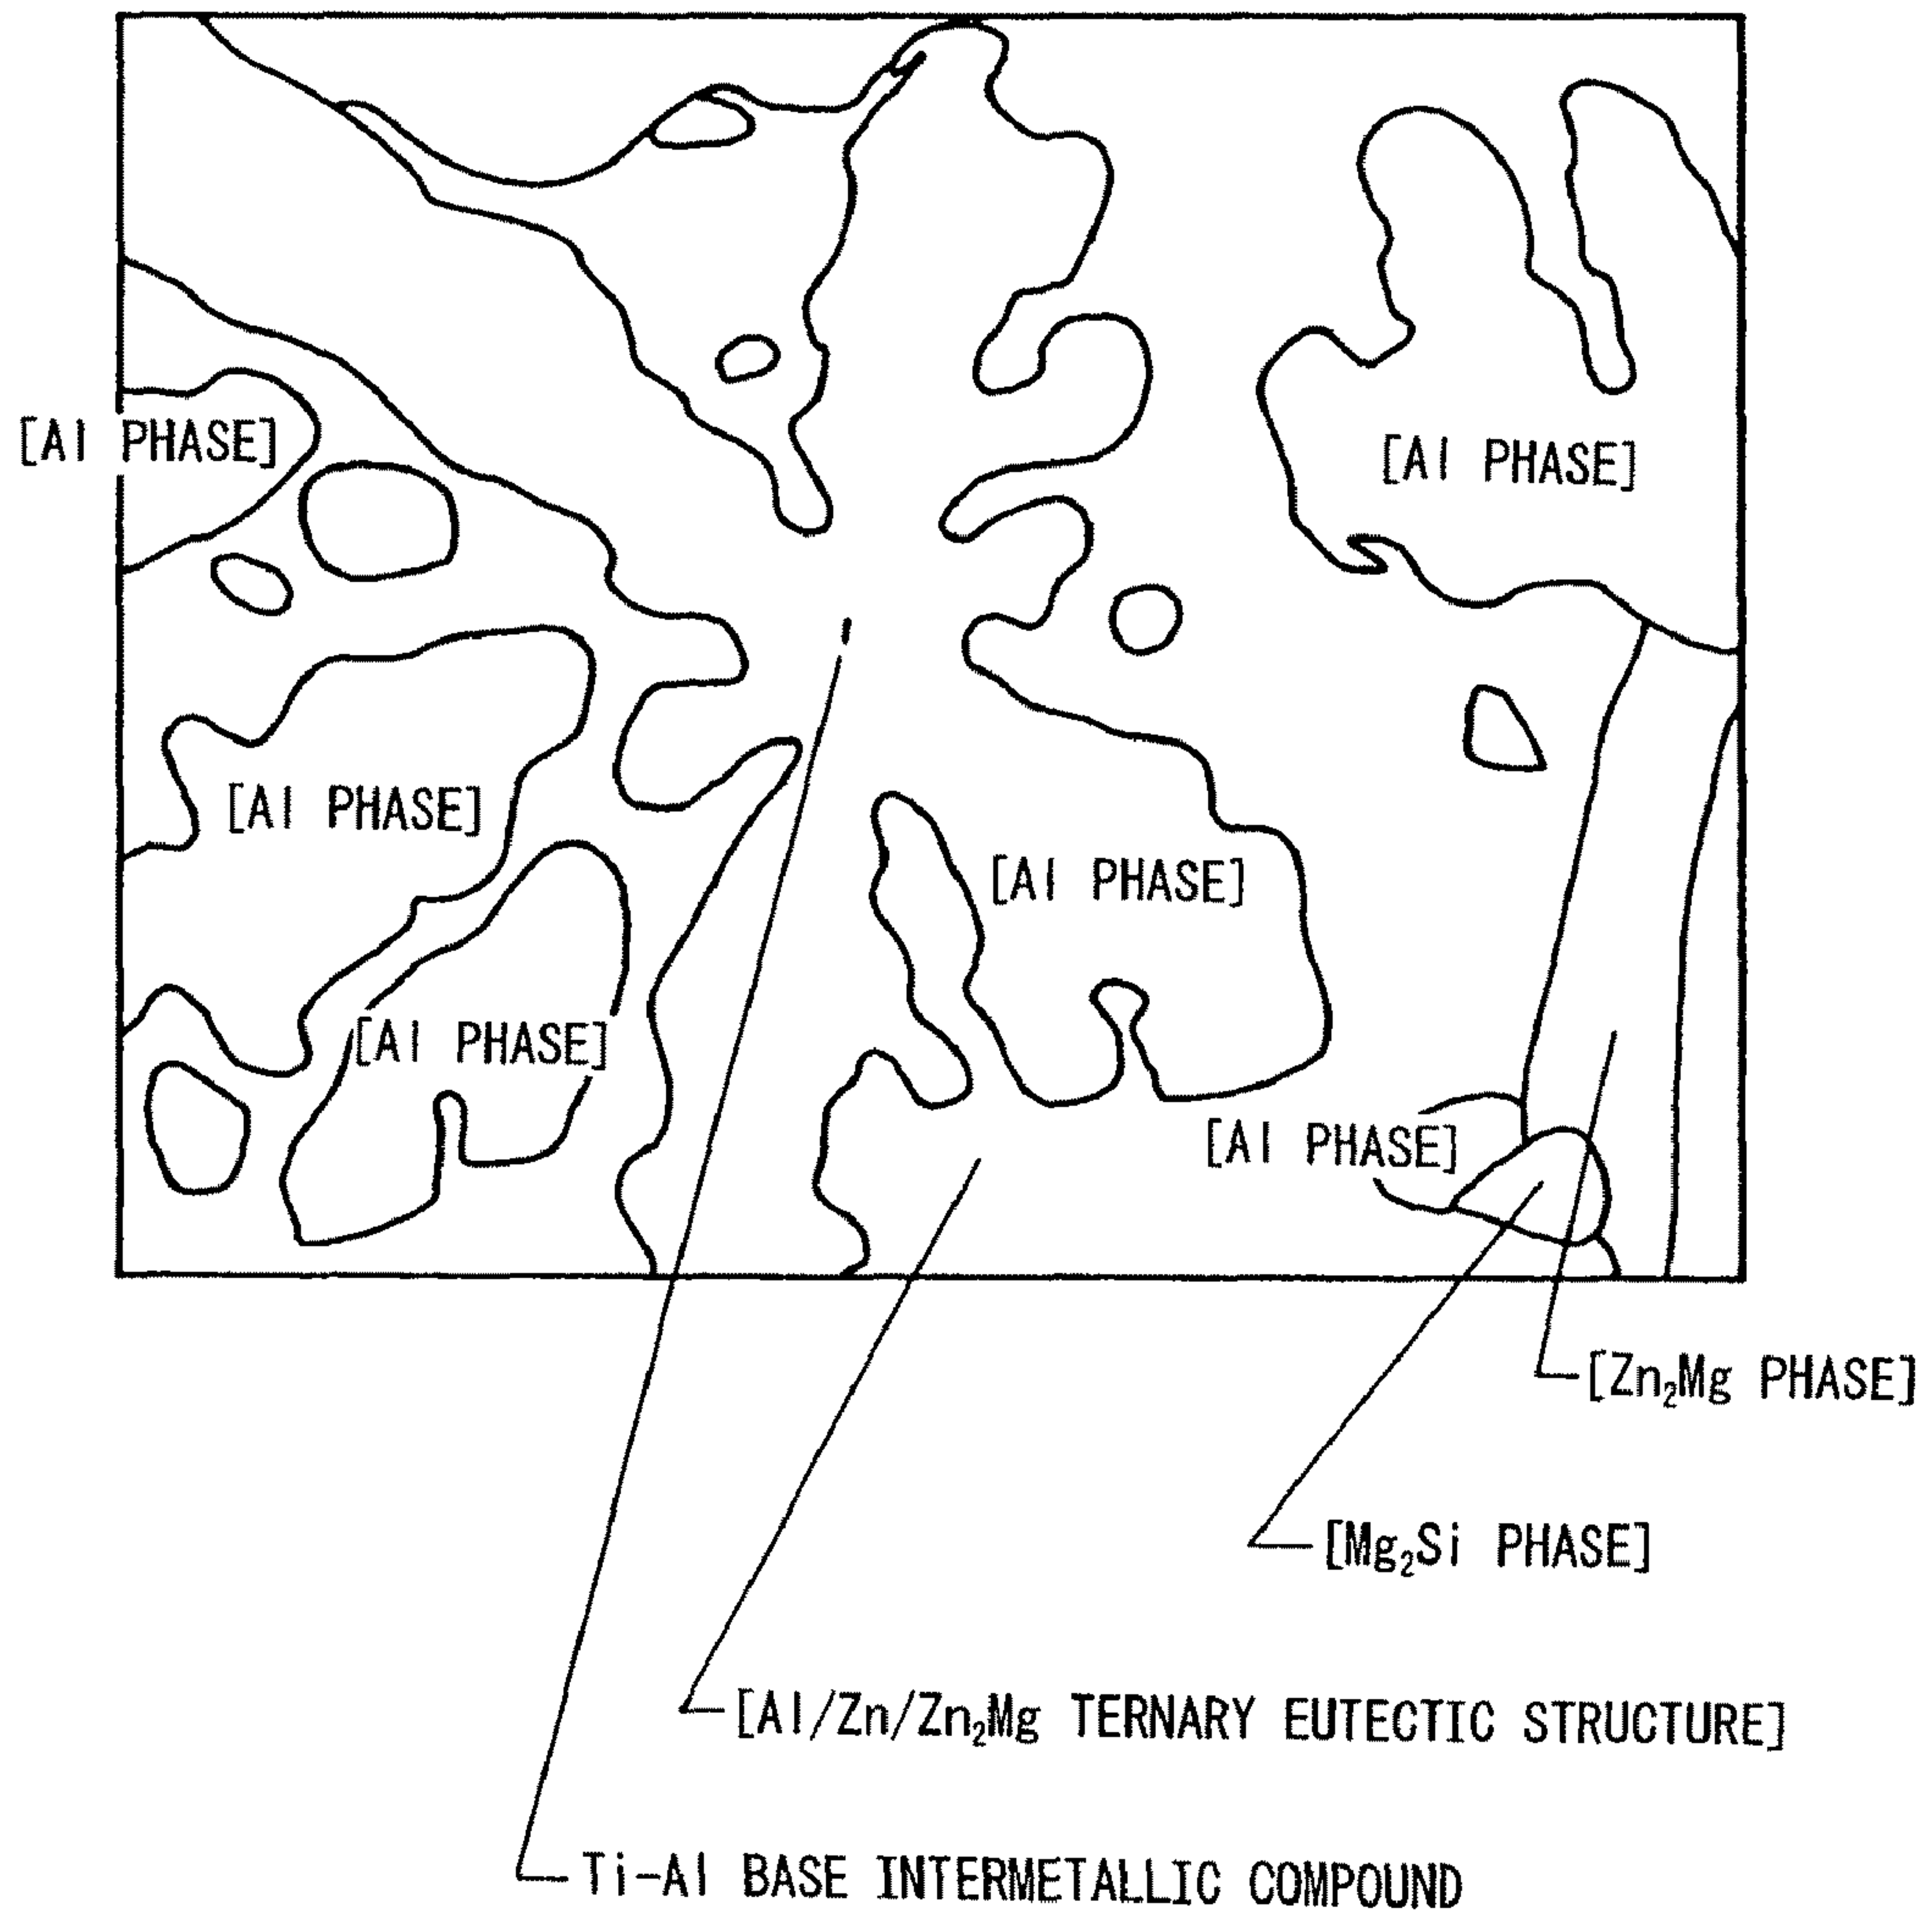 [Al PHASE]
[Al PHASE]
[Al PHASE]
[Al PHASE]
[Al PHASE]
[Al PHASE]
[Zn₂Mg PHASE]
[Mg₂Si PHASE]
[Al/Zn/Zn₂Mg TERNARY EUTECTIC STRUCTURE]
Ti-Al BASE INTERMETALLIC COMPOUND